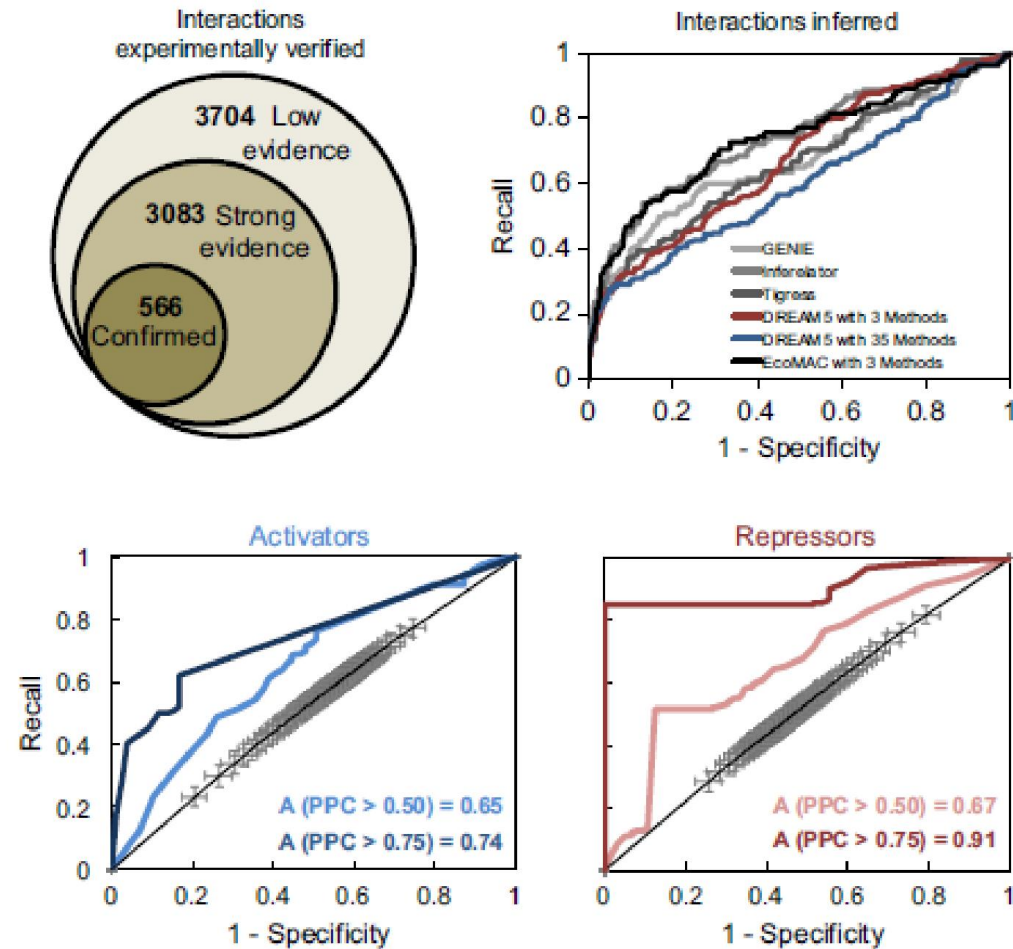 Interactions
experimentally verified
3704 Low
evidence
3083 Strong
evidence
566
Confirmed
Interactions inferred
Recall
1
0.8
0.6
0.4
0.2
0
GENIE
Inferelator
Tigress
DREAM5 with 3 Methods
DREAM5 with 35 Methods
EcoMAC with 3 Methods
0 0.2 0.4 0.6 0.8 1
1 - Specificity
Activators
Recall
1
0.8
0.6
0.4
0.2
0
A (PPC > 0.50) = 0.65
A (PPC > 0.75) = 0.74
0 0.2 0.4 0.6 0.8 1
1 - Specificity
Repressors
A (PPC > 0.50) = 0.67
A (PPC > 0.75) = 0.91
0 0.2 0.4 0.6 0.8 1
1 - Specificity